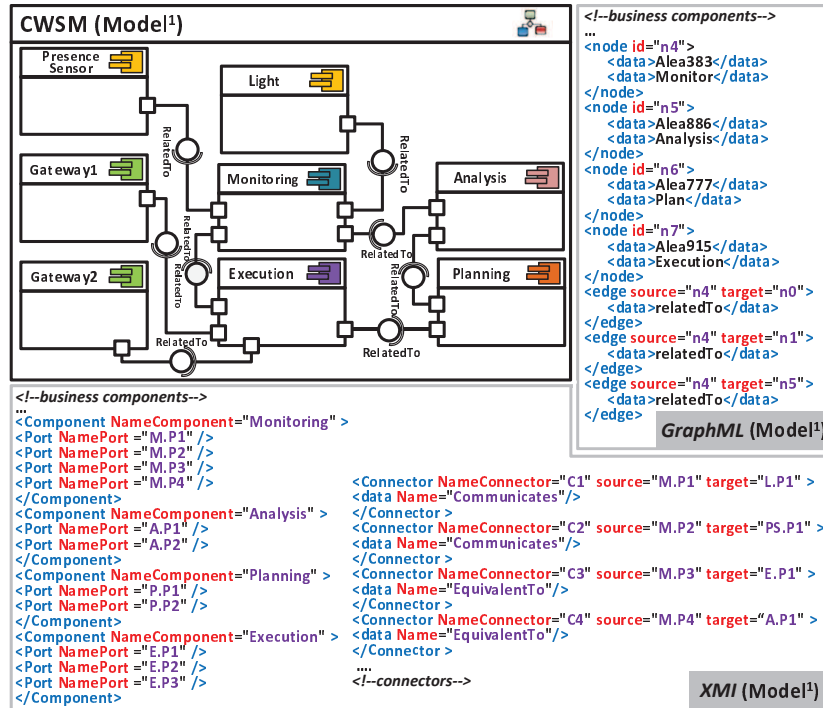 CWSM (Model¹)
Presence
Sensor
Light
RelatedTo
RelatedTo
Gateway1
Monitoring
Analysis
RelatedTo
RelatedTo
RelatedTo
RelatedTo
RelatedTo
Gateway2
Execution
Planning
RelatedTo
RelatedTo
<!--business components-->
...
<node id="n4">
<data>Alea383</data>
<data>Monitor</data>
</node>
<node id="n5">
<data>Alea886</data>
<data>Analysis</data>
</node>
<node id="n6">
<data>Alea777</data>
<data>Plan</data>
</node>
<node id="n7">
<data>Alea915</data>
<data>Execution</data>
</node>
<edge source="n4" target="n0">
<data>relatedTo</data>
</edge>
<edge source="n4" target="n1">
<data>relatedTo</data>
</edge>
<edge source="n4" target="n5">
<data>relatedTo</data>
</edge>
GraphML (Model¹)
<!--business components-->
...
<Component NameComponent="Monitoring" >
<Port NamePort ="M.P1" />
<Port NamePort ="M.P2" />
<Port NamePort ="M.P3" />
<Port NamePort ="M.P4" />
</Component>
<Component NameComponent="Analysis" >
<Port NamePort ="A.P1" />
<Port NamePort ="A.P2" />
</Component>
<Component NameComponent="Planning" >
<Port NamePort ="P.P1" />
<Port NamePort ="P.P2" />
</Component>
<Component NameComponent="Execution" >
<Port NamePort ="E.P1" />
<Port NamePort ="E.P2" />
<Port NamePort ="E.P3" />
</Component>
<Connector NameConnector="C1" source="M.P1" target="L.P1" >
<data Name="Communicates"/>
</Connector >
<Connector NameConnector="C2" source="M.P2" target="PS.P1" >
<data Name="Communicates"/>
</Connector >
<Connector NameConnector="C3" source="M.P3" target="E.P1" >
<data Name="EquivalentTo"/>
</Connector >
<Connector NameConnector="C4" source="M.P4" target=“A.P1" >
<data Name="EquivalentTo"/>
</Connector >
....
<!--connectors-->
XMI (Model¹)